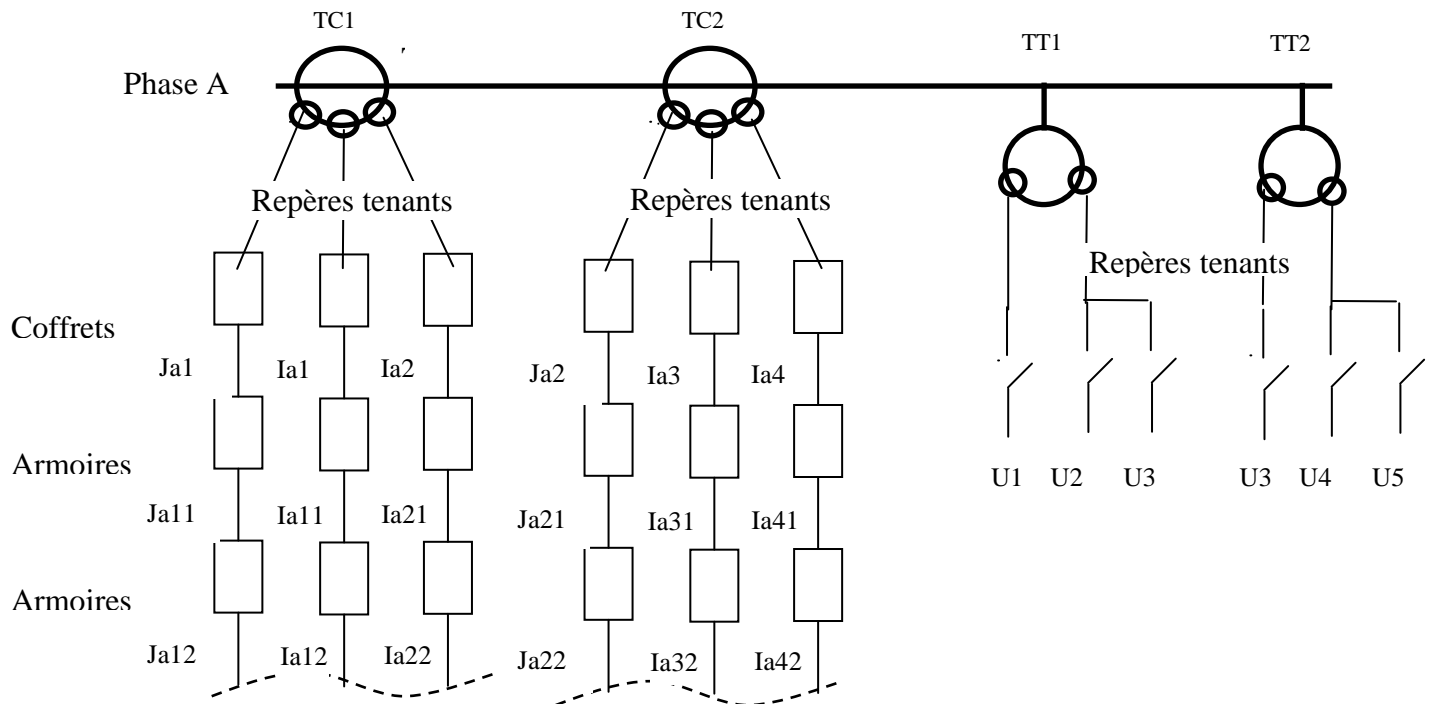 TC1
TC2
TT1
TT2
Phase A
Repères tenants
Repères tenants
Repères tenants
Coffrets
Ja1
Ia1
Ia2
Ja2
Ia3
Ia4
Armoires
U1
U2
U3
U3
U4
U5
Ja11
Ia11
Ia21
Ja21
Ia31
Ia41
Armoires
Ja12
Ia12
Ia22
Ja22
Ia32
Ia42